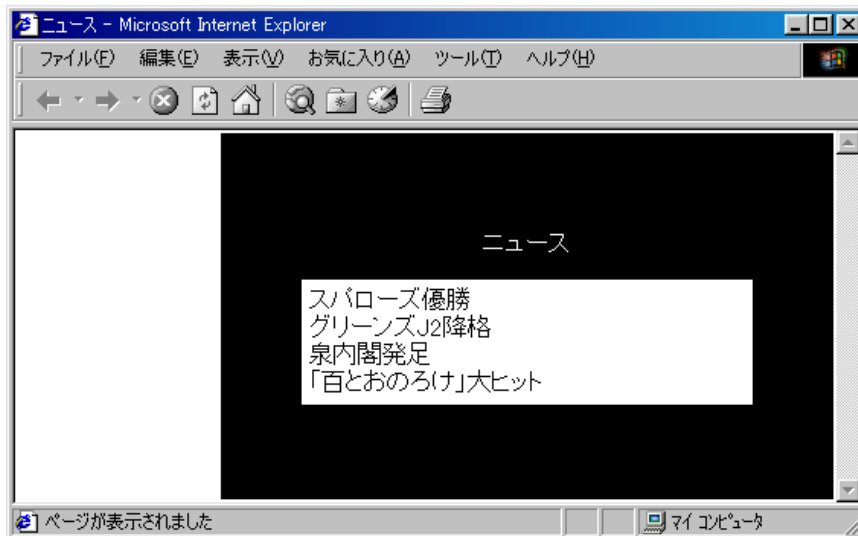 ニュース - Microsoft Internet Explorer
ファイル(F) 編集(E) 表示(V) お気に入り(A) ツール(T) ヘルプ(H)
ニュース
スパローズ優勝
グリーンズJ2降格
泉内閣発足
「百とおのろけ」大ヒット
ページが表示されました
マイ コンピュータ